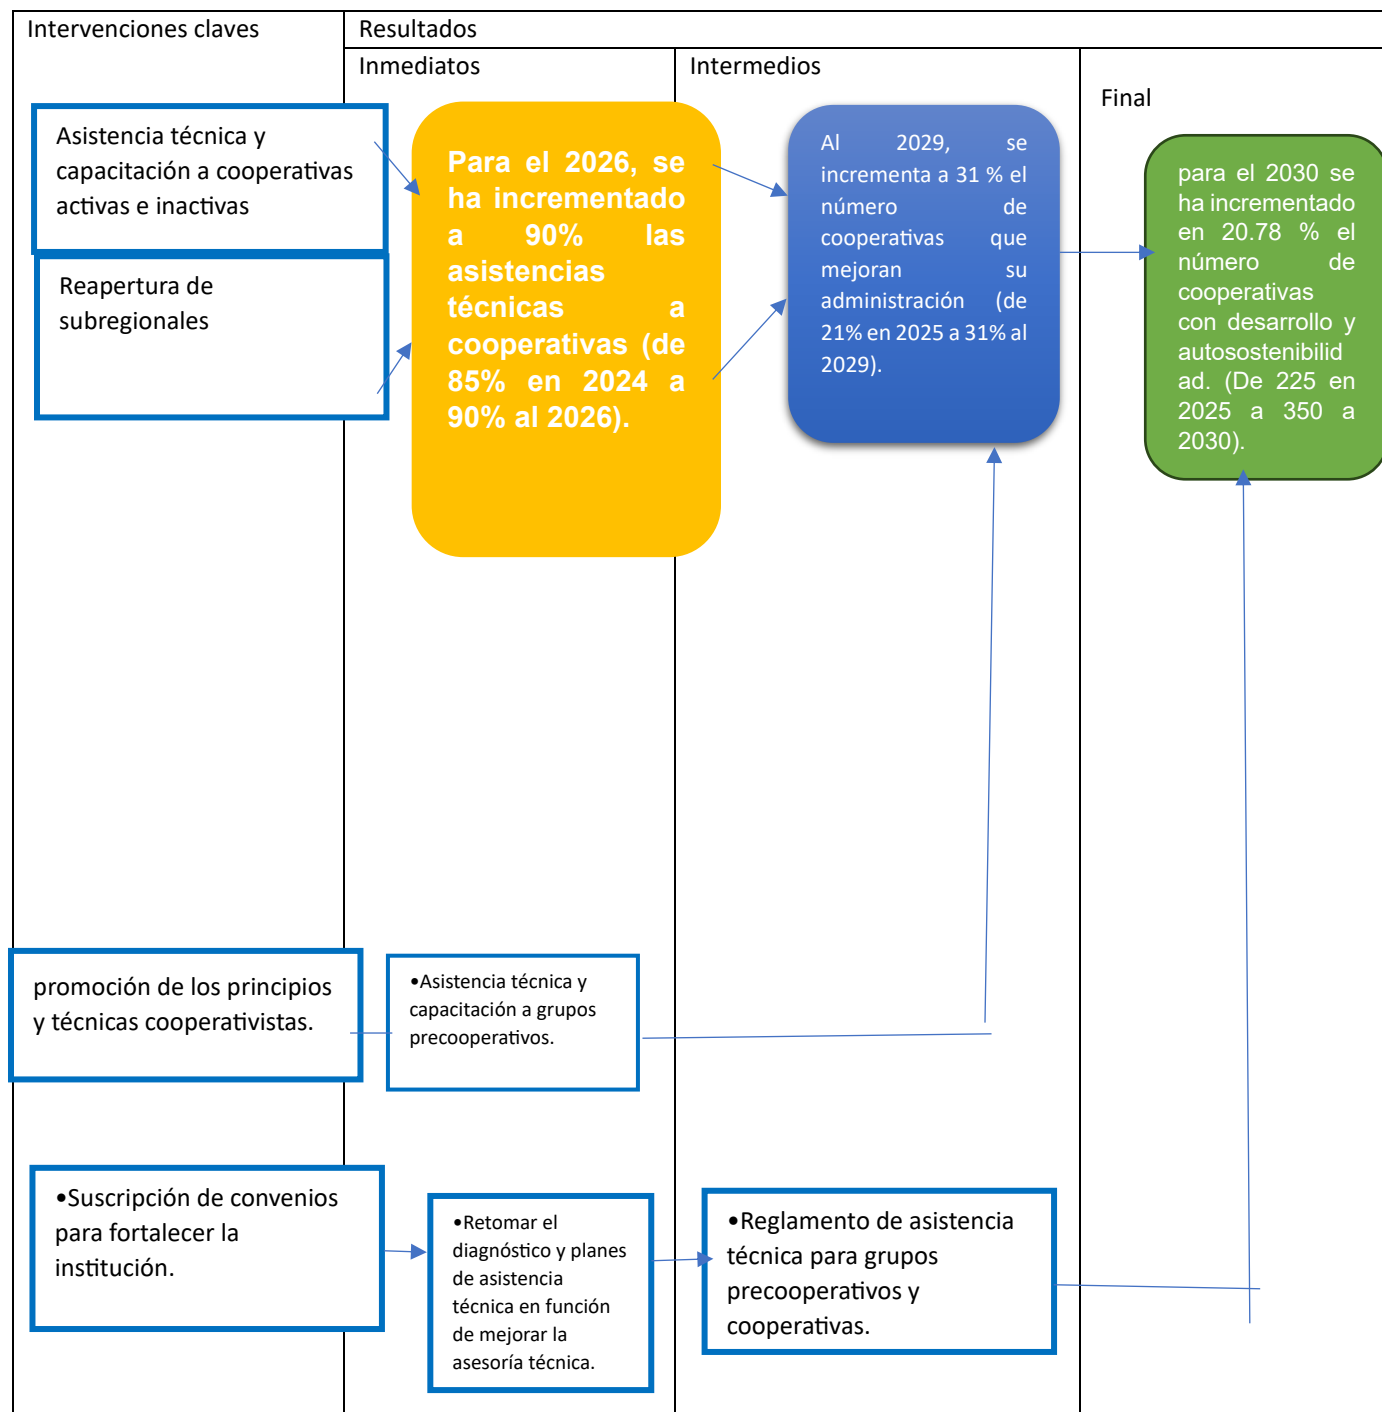 Intervenciones claves
Resultados
Inmediatos
Intermedios
Final
Asistencia técnica y
capacitación a cooperativas
activas e inactivas
Reapertura de
subregionales
Para el 2026, se
ha incrementado
a 90% las
asistencias
técnicas a
cooperativas (de
85% en 2024 a
90% al 2026).
Al 2029, se
incrementa a 31 % el
número de
cooperativas que
mejoran su
administración (de
21% en 2025 a 31% al
2029).
para el 2030 se
ha incrementado
en 20.78 % el
número de
cooperativas
con desarrollo y
autosostenibilid
ad. (De 225 en
2025 a 350 a
2030).
promoción de los principios
y técnicas cooperativistas.
•Asistencia técnica y
capacitación a grupos
precooperativos.
•Suscripción de convenios
para fortalecer la
institución.
•Retomar el
diagnóstico y planes
de asistencia
técnica en función
de mejorar la
asesoría técnica.
•Reglamento de asistencia
técnica para grupos
precooperativos y
cooperativas.